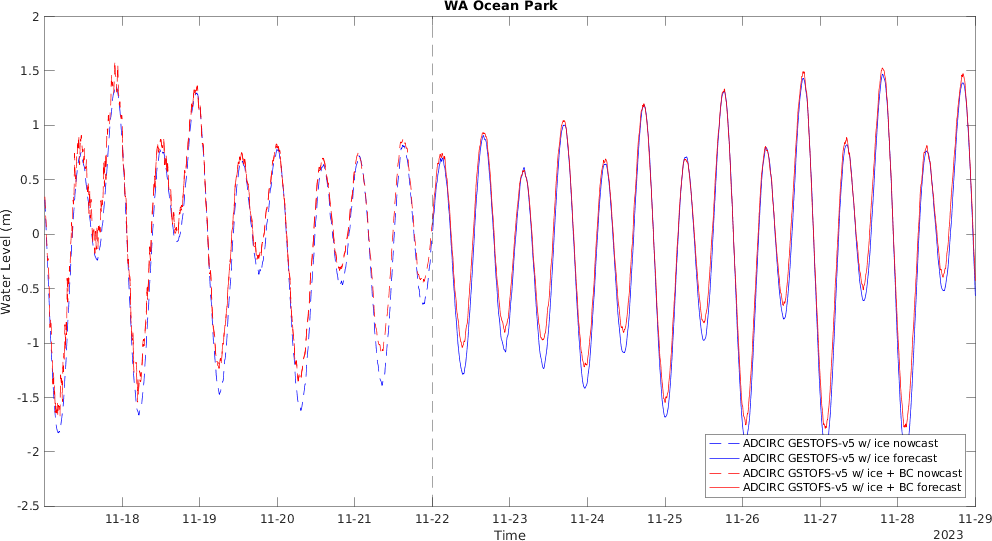 WA Ocean Park
2
1.5
1
0.5
0
-0.5
-1
-1.5
-2
-2.5
Water Level (m)
ADCIRC GESTOFS-v5 w/ ice nowcast
ADCIRC GESTOFS-v5 w/ ice forecast
ADCIRC GSTOFS-v5 w/ ice + BC nowcast
ADCIRC GSTOFS-v5 w/ ice + BC forecast
11-18 11-19 11-20 11-21 11-22 11-23 11-24 11-25 11-26 11-27 11-28 11-29
Time
2023